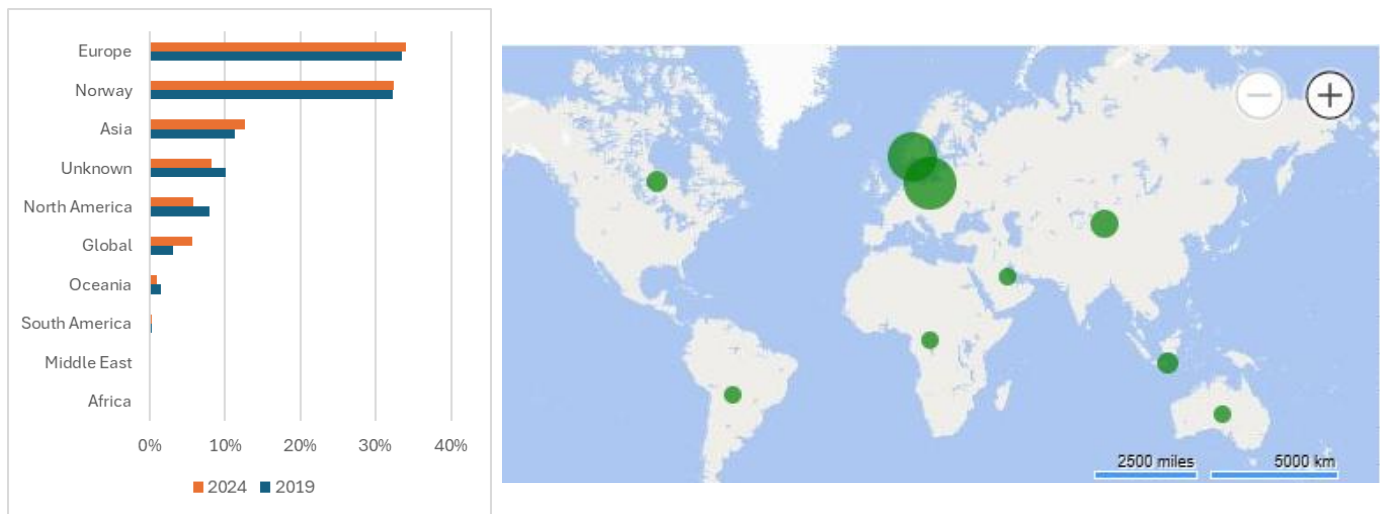 Europe
Norway
Asia
Unknown
North America
Global
Oceania
South America
Middle East
Africa
0% 10% 20% 30% 40%
2024 2019
2500 miles 5000 km